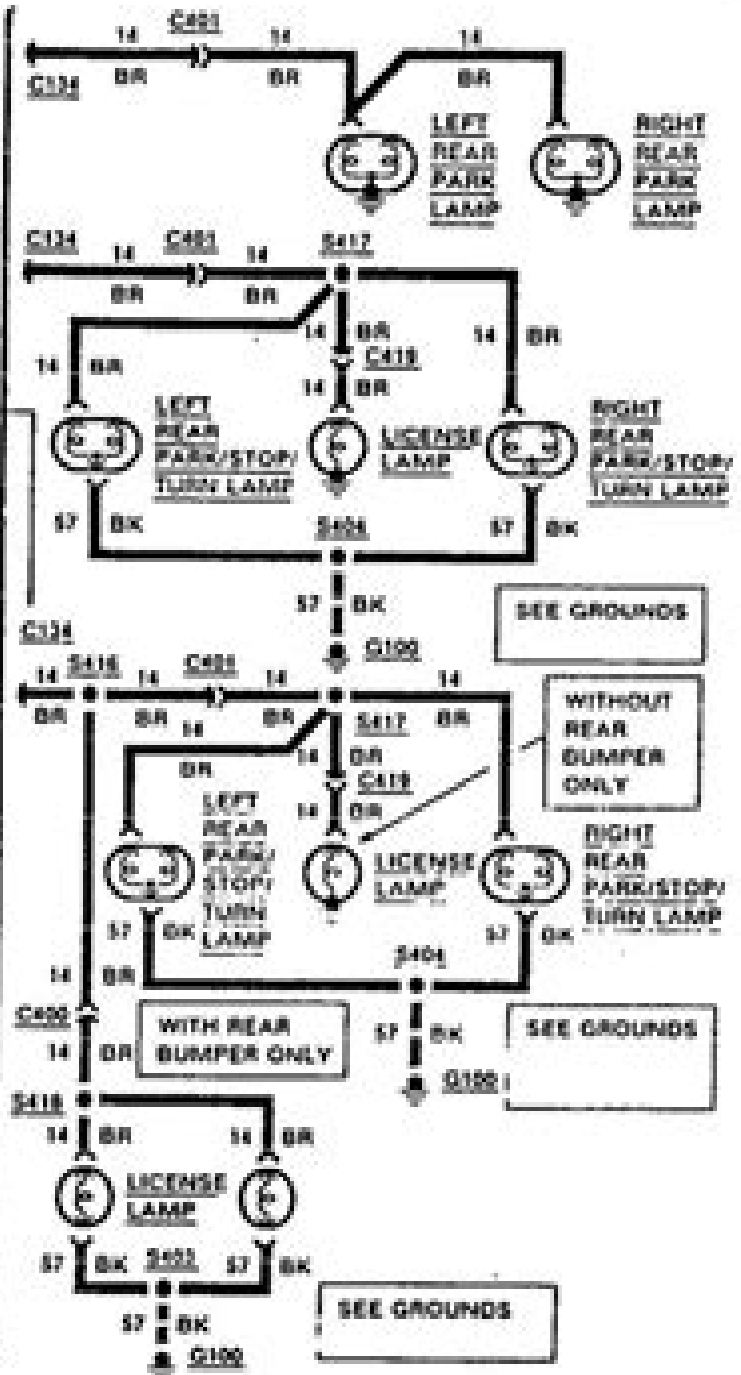 C401
14 14 14
BR BR BR
C134
LEFT
REAR
PARK
LAMP
RIGHT
REAR
PARK
LAMP
C134 14 C401 14 S417 14
BR BR BR
14 BR
C419
14 BR
14 BR
14 BR
LEFT
REAR
PARK/STOP/
TURN LAMP
LICENSE
LAMP
RIGHT
REAR
PARK/STOP/
TURN LAMP
57 BK
S404
57 BK
57 BK
G100
SEE GROUNDS
C134
14 S416 14 C401 14 14
BR BR BR S417 BR
WITHOUT
REAR
BUMPER
ONLY
14
BR
14 BR
C419
14 BR
LEFT
REAR
PARK/
STOP/
TURN
LAMP
LICENSE
LAMP
RIGHT
REAR
PARK/STOP/
TURN LAMP
57 BK
57 BK
S404
14 BR
C400
14 BR
WITH REAR
BUMPER ONLY
57 BK
G100
SEE GROUNDS
S418
14 BR
14 BR
LICENSE
LAMP
57 BK
57 BK
57 BK
G100
SEE GROUNDS